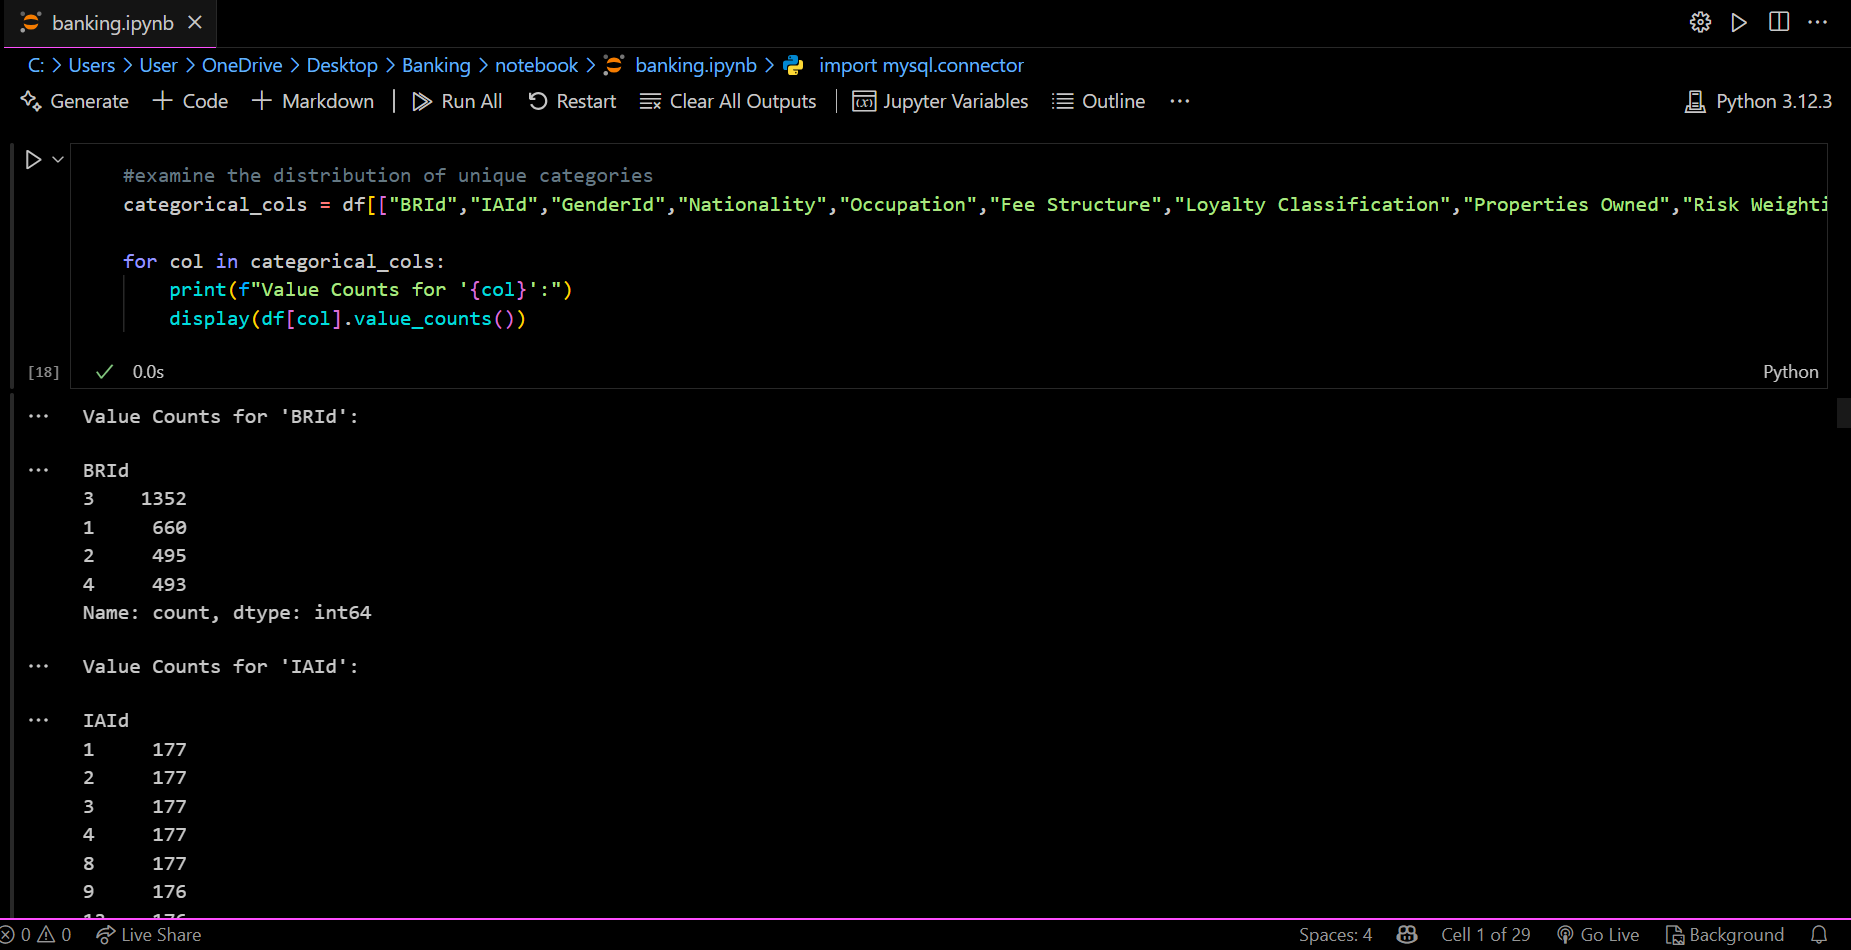 banking.ipynb
C: > Users > User > OneDrive > Desktop > Banking > notebook > banking.ipynb > import mysql.connector
Generate + Code + Markdown | Run All Restart Clear All Outputs | Jupyter Variables Outline ... Python 3.12.3
#examine the distribution of unique categories
categorical_cols = df[["BRId","IAId","GenderId","Nationality","Occupation","Fee Structure","Loyalty Classification","Properties Owned","Risk Weighti
for col in categorical_cols:
    print(f"Value Counts for '{col}':")
    display(df[col].value_counts())
[18] 0.0s Python
Value Counts for 'BRId':
BRId
3    1352
1     660
2     495
4     493
Name: count, dtype: int64
Value Counts for 'IAId':
IAId
1     177
2     177
3     177
4     177
8     177
9     176
0 0 Live Share Spaces: 4 Cell 1 of 29 Go Live Background